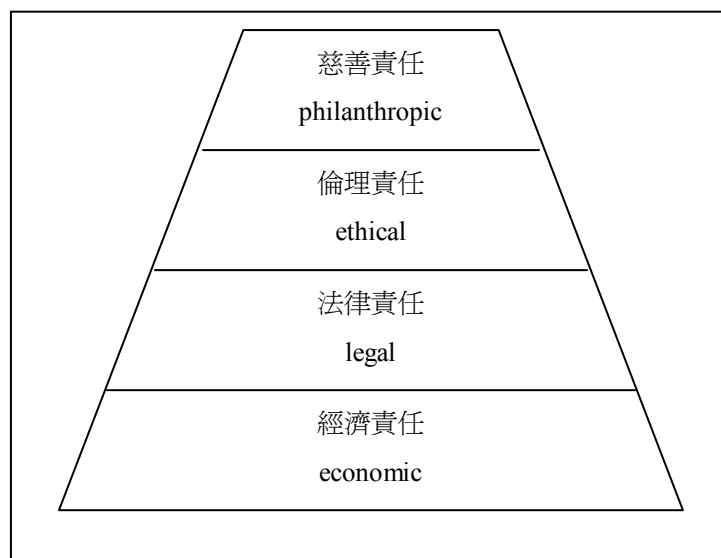 慈善責任
philanthropic
倫理責任
ethical
法律責任
legal
經濟責任
economic